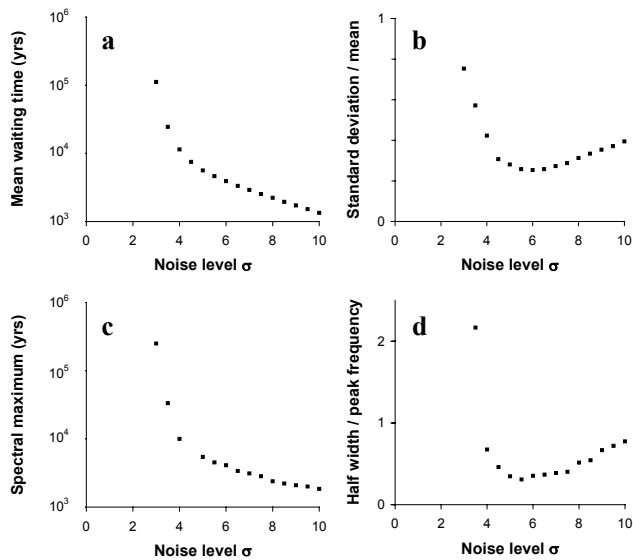 a
Mean waiting time (yrs)
10^6
10^5
10^4
10^3
0 2 4 6 8 10
Noise level σ
b
Standard deviation / mean
1
0
0 2 4 6 8 10
Noise level σ
c
Spectral maximum (yrs)
10^6
10^5
10^4
10^3
0 2 4 6 8 10
Noise level σ
d
Half width / peak frequency
2
1
0
0 2 4 6 8 10
Noise level σ